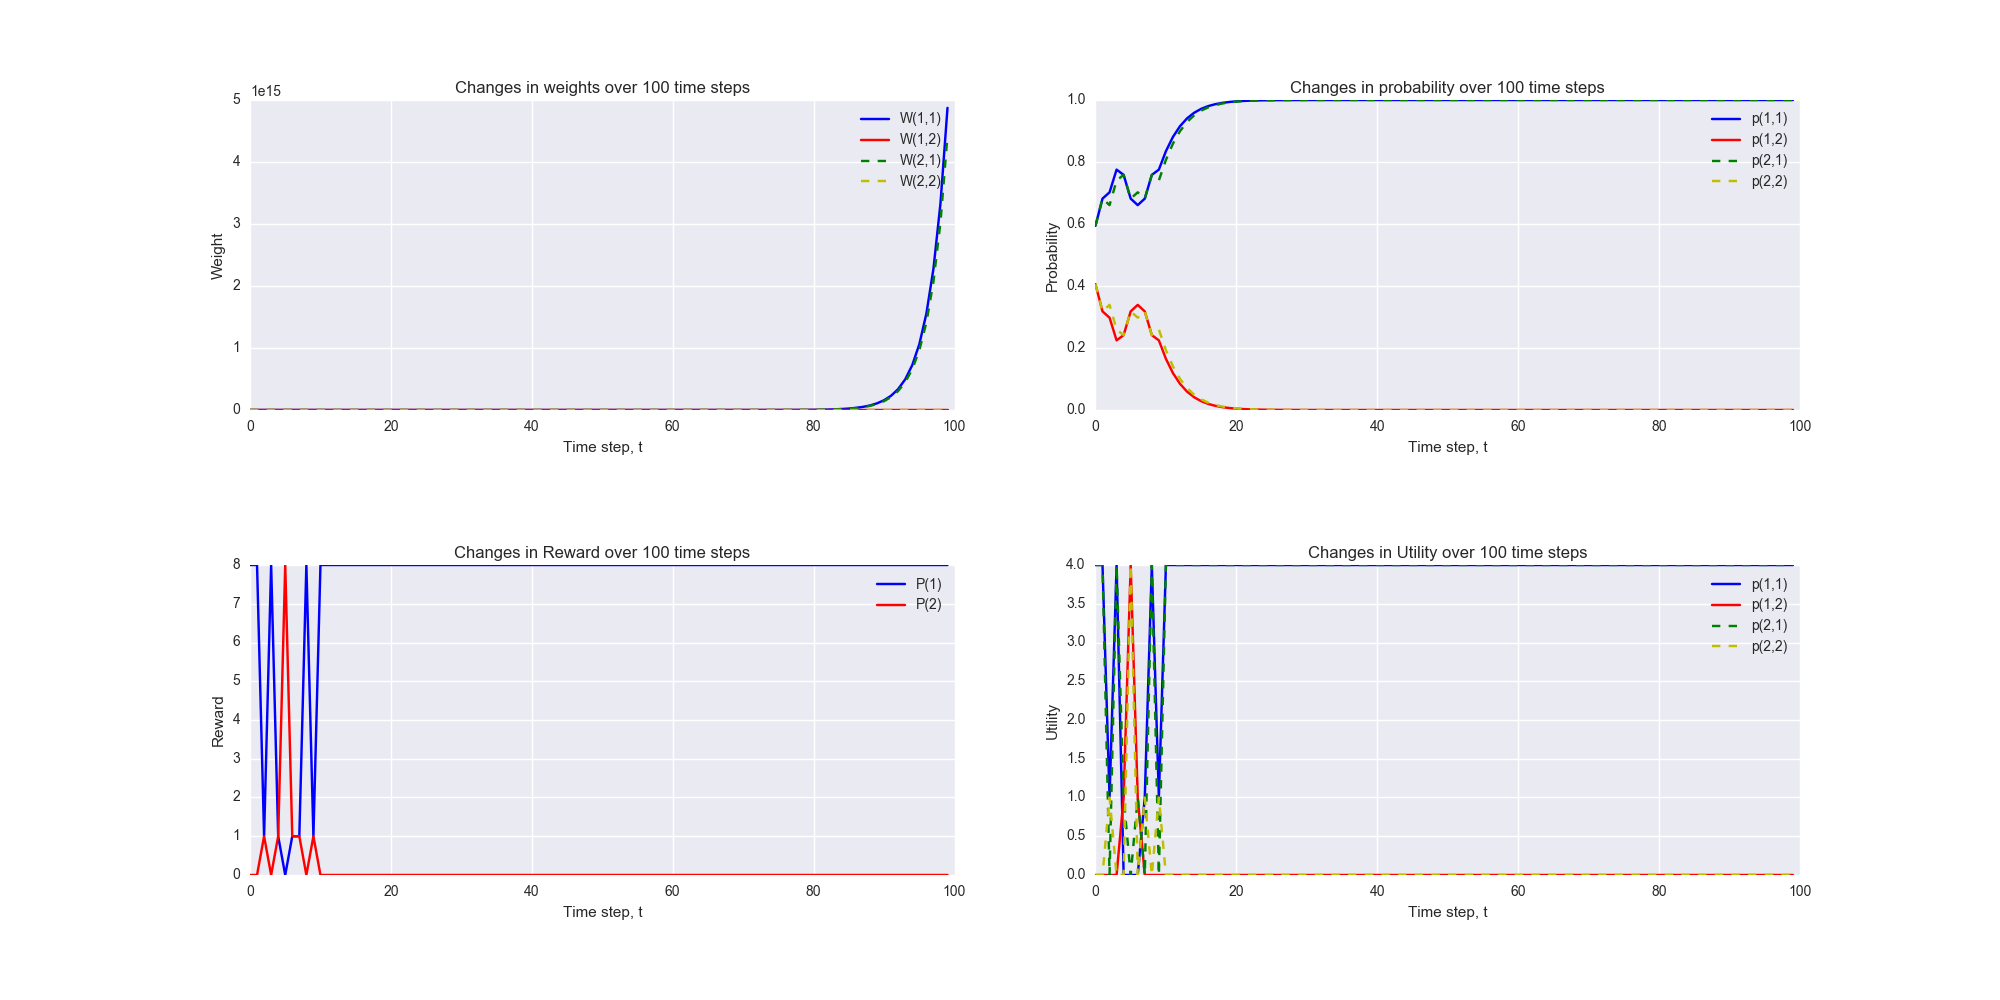 Changes in weights over 100 time steps
1e15
5
4
3
2
1
0
Weight
0 20 40 60 80 100
Time step, t
W(1,1)
W(1,2)
W(2,1)
W(2,2)
Changes in probability over 100 time steps
1.0
0.8
0.6
0.4
0.2
0.0
Probability
0 20 40 60 80 100
Time step, t
p(1,1)
p(1,2)
p(2,1)
p(2,2)
Changes in Reward over 100 time steps
8
7
6
5
4
3
2
1
0
Reward
0 20 40 60 80 100
Time step, t
P(1)
P(2)
Changes in Utility over 100 time steps
4.0
3.5
3.0
2.5
2.0
1.5
1.0
0.5
0.0
Utility
0 20 40 60 80 100
Time step, t
p(1,1)
p(1,2)
p(2,1)
p(2,2)